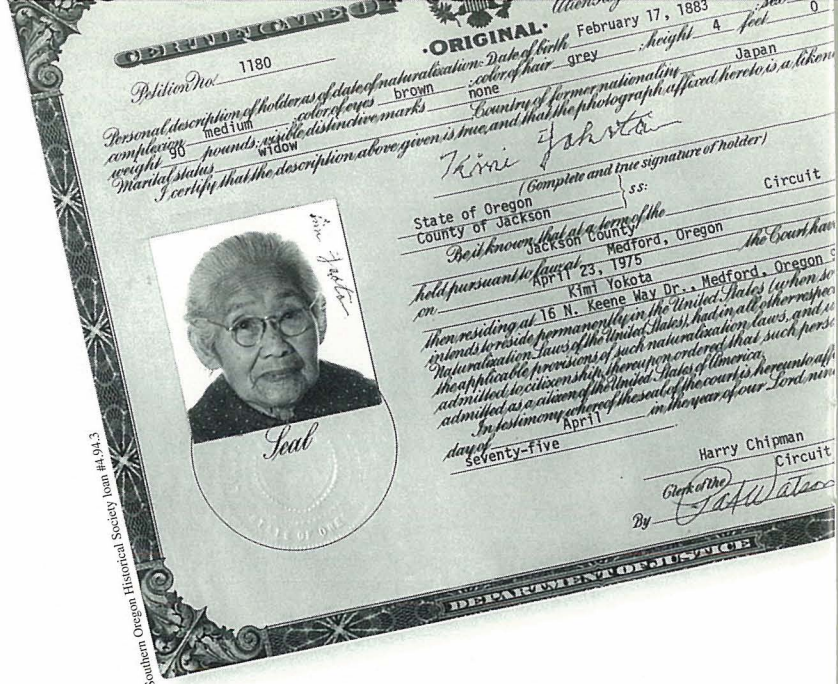 CERTIFICATE OF
·ORIGINAL·
Petition No. 1180
Personal description of holder as of date of naturalization: Date of birth February 17, 1883
complexion medium color of eyes brown ; color of hair grey ; height 4 feet 0
weight 90 pounds; visible distinctive marks none
Marital status widow Country of former nationality Japan
I certify that the description above given is true, and that the photograph affixed hereto is a
Kimi Yokota
(Complete and true signature of holder)
State of Oregon
County of Jackson } ss:
Be it known, that at a term of the Circuit
Jackson County
held pursuant to law at Medford, Oregon
on April 23, 1975 the Court
Kimi Yokota
then residing at 16 N. Keene Way Dr., Medford, Oregon
intends to reside permanently in the United States (when so
Naturalization Laws of the United States), had in all other
the applicable provisions of such naturalization laws, and
admitted to citizenship, thereupon ordered that such
admitted as a citizen of the United States of America.
In testimony whereof the seal of the court is hereunto
day of April in the year of our Lord
seventy-five
Harry Chipman
Clerk of the Circuit
By Pat Watson
Kimi Yokota
Seal
DEPARTMENT OF JUSTICE
Southern Oregon Historical Society loan #4.94.3